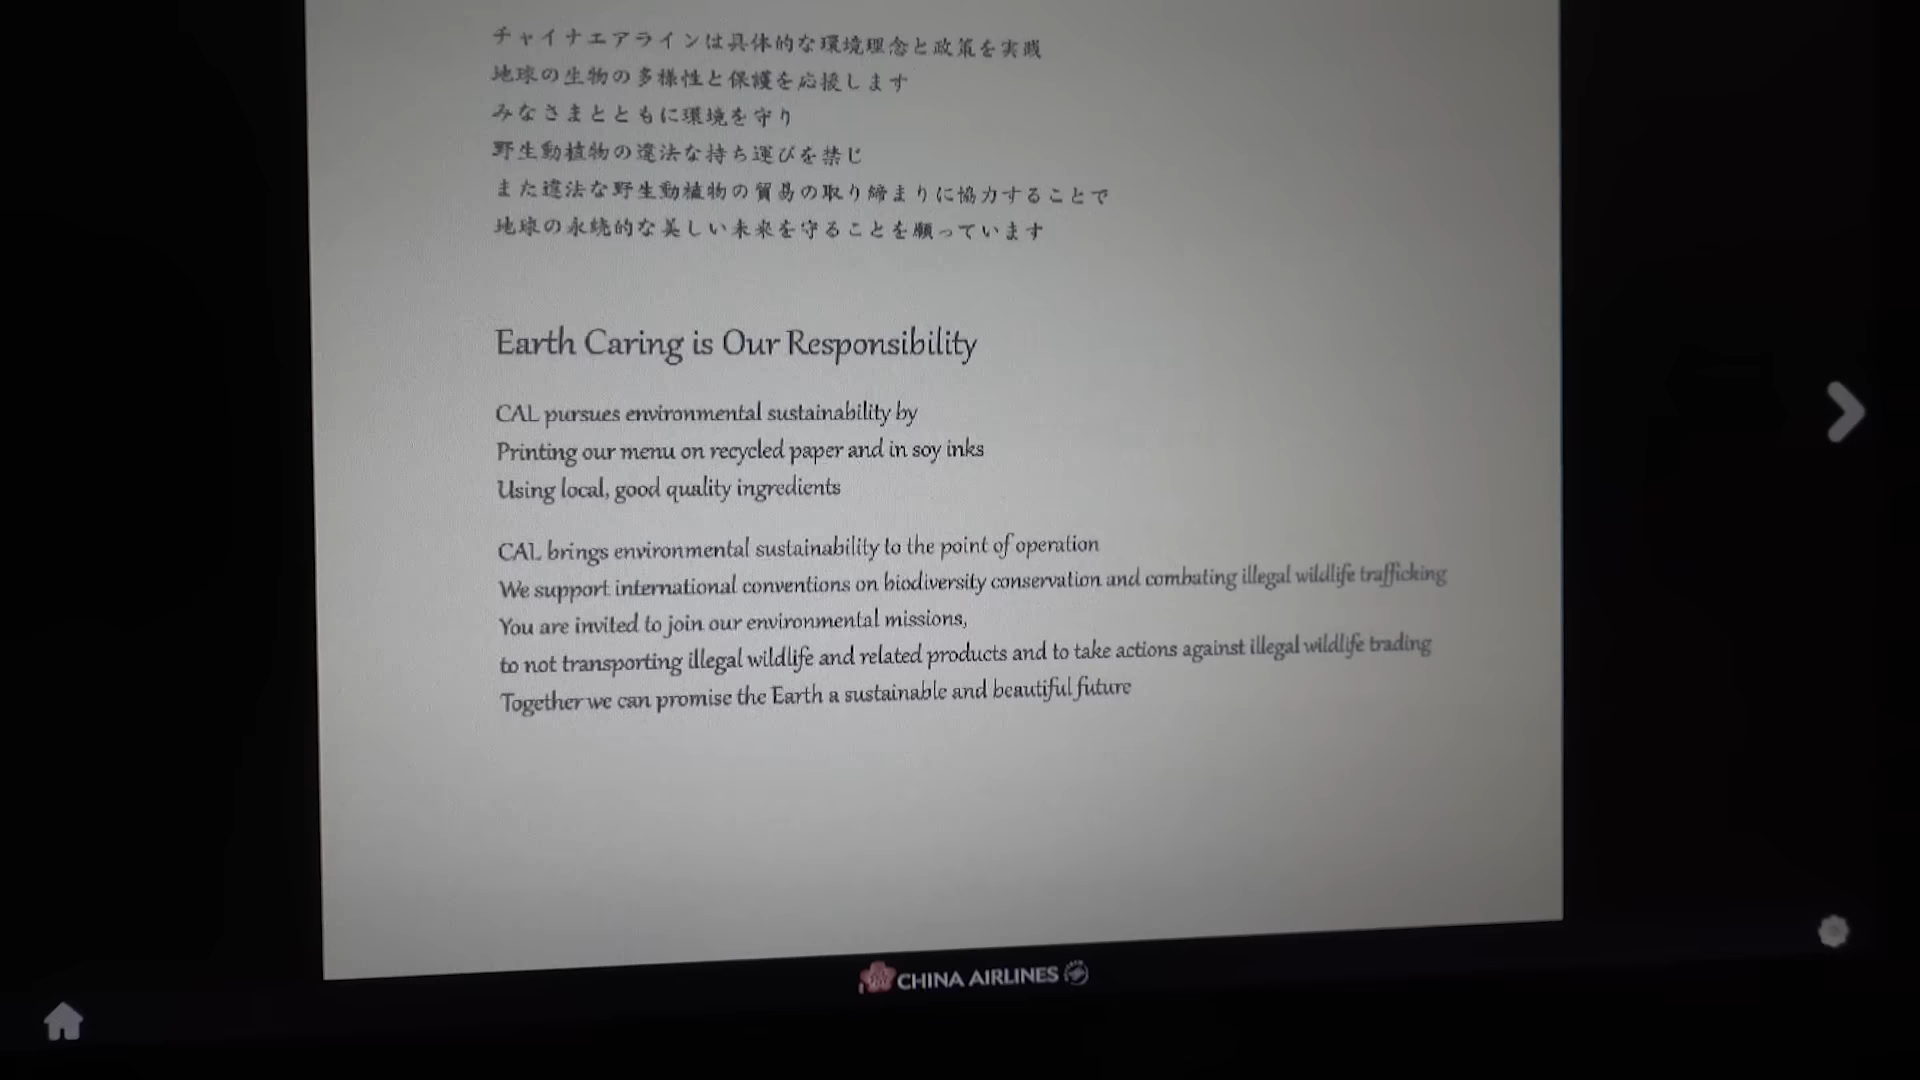 チャイナエアラインは具体的な環境理念と政策を実践
地球の生物の多様性と保護を応援します
みなさまとともに環境を守り
野生動植物の違法な持ち運びを禁じ
また違法な野生動植物の貿易の取り締まりに協力することで
地球の永続的な美しい未来を守ることを願っています
Earth Caring is Our Responsibility
CAL pursues environmental sustainability by
Printing our menu on recycled paper and in soy inks
Using local, good quality ingredients
CAL brings environmental sustainability to the point of operation
We support international conventions on biodiversity conservation and combating illegal wildlife trafficking
You are invited to join our environmental missions,
to not transporting illegal wildlife and related products and to take actions against illegal wildlife trading
Together we can promise the Earth a sustainable and beautiful future
CHINA AIRLINES